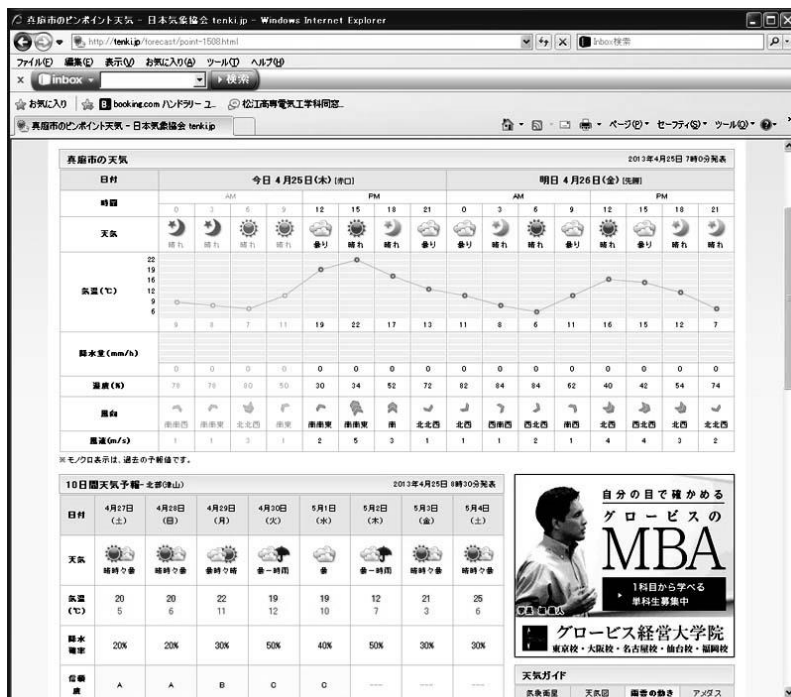 真庭市のピンポイント天気 - 日本気象協会 tenki.jp - Windows Internet Explorer
http://tenki.jp/forecast/point-1508.html
Inbox検索
ファイル(F) 編集(E) 表示(V) お気に入り(A) ツール(T) ヘルプ(H)
x inbox 検索
お気に入り booking.com ハンドラー - ユ... 松江高専電気工学科同窓...
真庭市のピンポイント天気 - 日本気象協会 tenki.jp
ページ(P) セーフティ(S) ツール(O)
真庭市の天気 2013年4月25日 7時0分発表
日付 今日 4月25日(木) [赤口] 明日 4月26日(金) [先勝]
時間 AM PM AM PM
0 3 6 9 12 15 18 21 0 3 6 9 12 15 18 21
天気 晴れ 晴れ 晴れ 晴れ 曇り 晴れ 晴れ 曇り 曇り 晴れ 晴れ 曇り 晴れ 曇り 晴れ 晴れ
気温(℃)
22
19
16
12
9
6
8 7 11 19 22 17 13 11 8 6 11 16 15 12 7
降水量(mm/h)
0 0 0 0 0 0 0 0 0 0 0 0 0 0 0 0
湿度(%) 78 76 80 50 30 34 52 72 82 84 84 62 40 42 54 74
風向 南南西 南南東 北北西 南東 南南東 南南東 南 北北西 北西 西南西 西北西 南西 北西 西北西 北西 北北西
風速(m/s) 1 1 3 1 2 5 3 1 1 1 2 1 4 4 3 2
※モノクロ表示は、過去の予報値です。
10日間天気予報-北部(津山) 2013年4月25日 8時30分発表
日付 4月27日(土) 4月28日(日) 4月29日(月) 4月30日(火) 5月1日(水) 5月2日(木) 5月3日(金) 5月4日(土)
天気 晴時々曇 晴時々曇 曇時々晴 曇一時雨 曇 曇一時雨 晴時々曇 晴時々曇
気温(℃) 20 20 22 19 19 12 21 25
5 6 11 12 10 7 3 6
降水確率 20% 20% 30% 50% 40% 50% 30% 30%
信頼度 A A B C C --- --- ---
自分の目で確かめる
グロービスの
MBA
1科目から学べる
単科生募集中
グロービス経営大学院
東京校・大阪校・名古屋校・仙台校・福岡校
天気ガイド
気象衛星 天気図 雨雲の動き アメダス